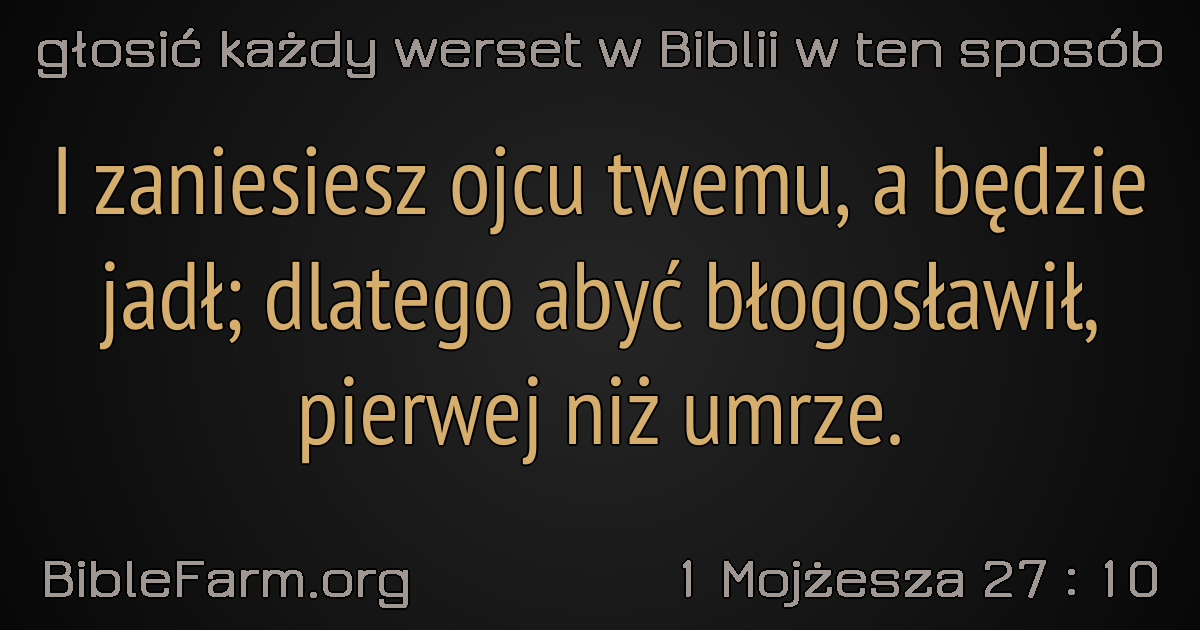 głosić każdy werset w Biblii w ten sposób
I zaniesiesz ojcu twemu, a będzie
jadł; dlatego abyć błogosławił,
pierwej niż umrze.
BibleFarm.org
1 Mojżesza 27 : 10